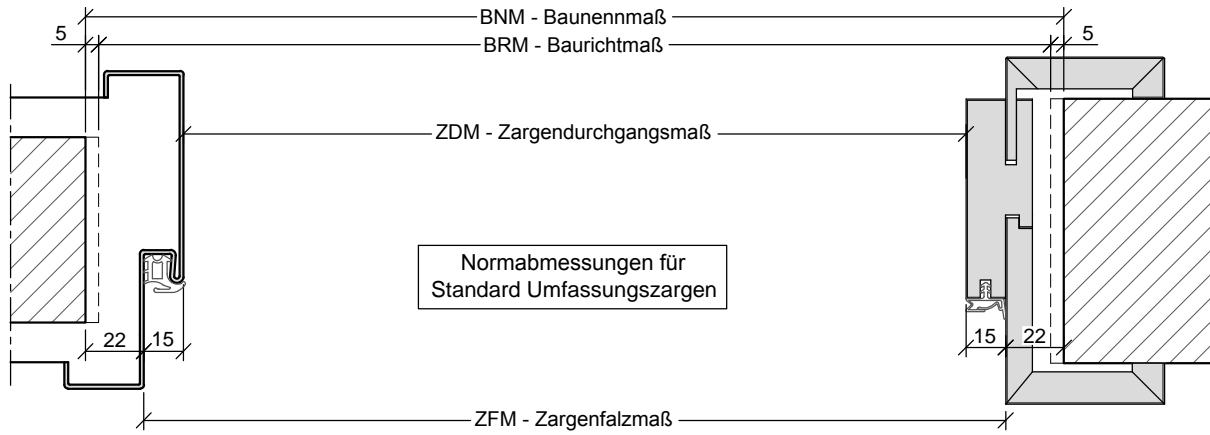 BNM - Baunennmaß
5
BRM - Baurichtmaß
5
ZDM - Zargendurchgangsmaß
Normabmessungen für
Standard Umfassungszargen
22
15
15
22
ZFM - Zargenfalzmaß